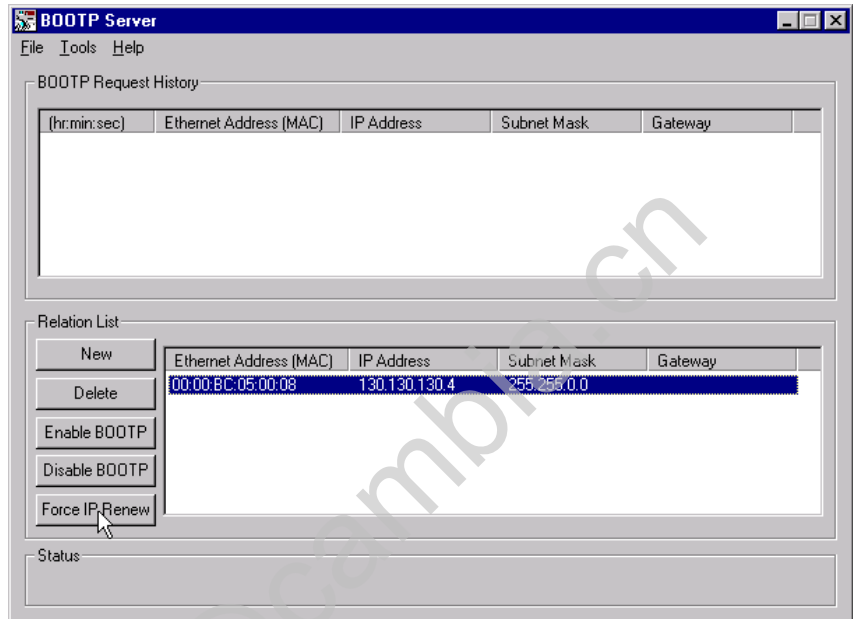 BOOTP Server
File Tools Help
BOOTP Request History
(hr:min:sec) Ethernet Address (MAC) IP Address Subnet Mask Gateway
Relation List
New
Delete
Enable BOOTP
Disable BOOTP
Force IP Renew
Ethernet Address (MAC) IP Address Subnet Mask Gateway
00:00:BC:05:00:08 130.130.130.4 255.255.0.0
Status
@cambia.cn